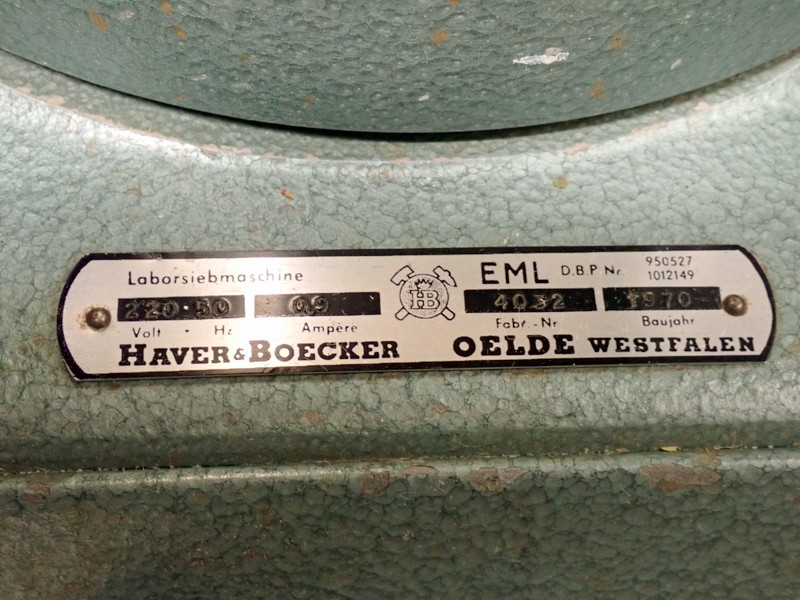 Laborsiebmaschine
EML D.B.P Nr. 950527
1012149
220 · 50 0,9 4032 1970
Volt · Hz Ampère Fabr.-Nr Baujahr
HB
HAVER & BOECKER OELDE WESTFALEN